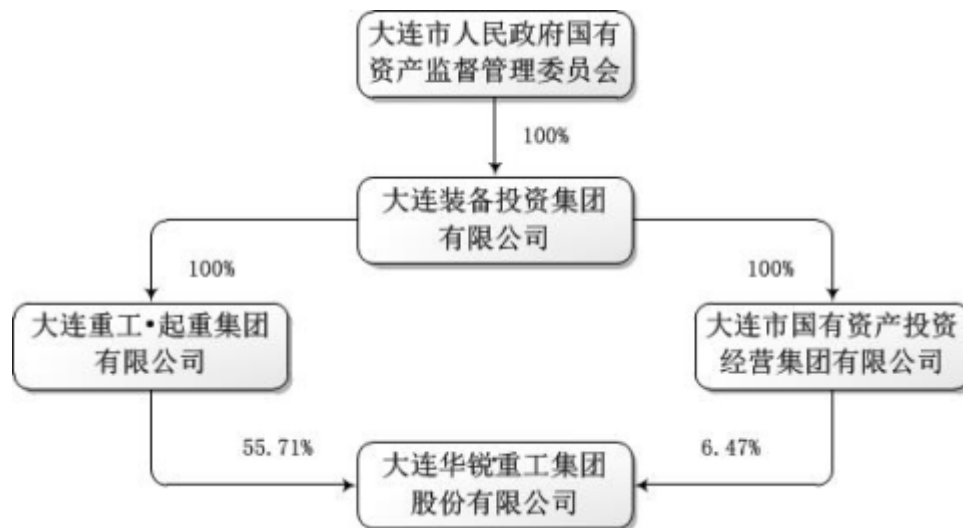 大连市人民政府国有
资产监督管理委员会
100%
大连装备投资集团
有限公司
100%
100%
大连重工•起重集团
有限公司
大连市国有资产投资
经营集团有限公司
55.71%
6.47%
大连华锐重工集团
股份有限公司